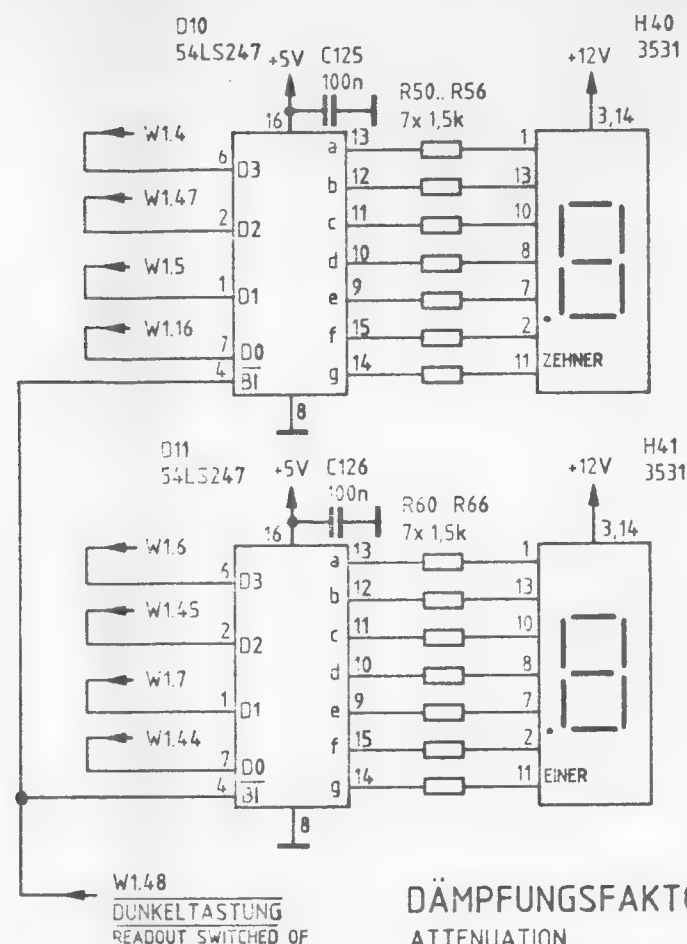 D10
54LS247
+5V
C125
100n
16
R50.. R56
7x 1,5k
+12V
H40
3531
3,14
W1.4
6 D3
W1.47
2 D2
W1.5
1 D1
W1.16
7 D0
4 BI
a 13 1
b 12 13
c 11 10
d 10 8
e 9 7
f 15 2
g 14 11
ZEHNER
8
D11
54LS247
+5V
C126
100n
16
R60 R66
7x 1,5k
+12V
H41
3531
3,14
W1.6
6 D3
W1.45
2 D2
W1.7
1 D1
W1.44
7 D0
4 BI
a 13 1
b 12 13
c 11 10
d 10 8
e 9 7
f 15 2
g 14 11
EINER
8
W1.48
DUNKELTASTUNG
READOUT SWITCHED OF
DÄMPFUNGSFAKTO
ATTENUATION